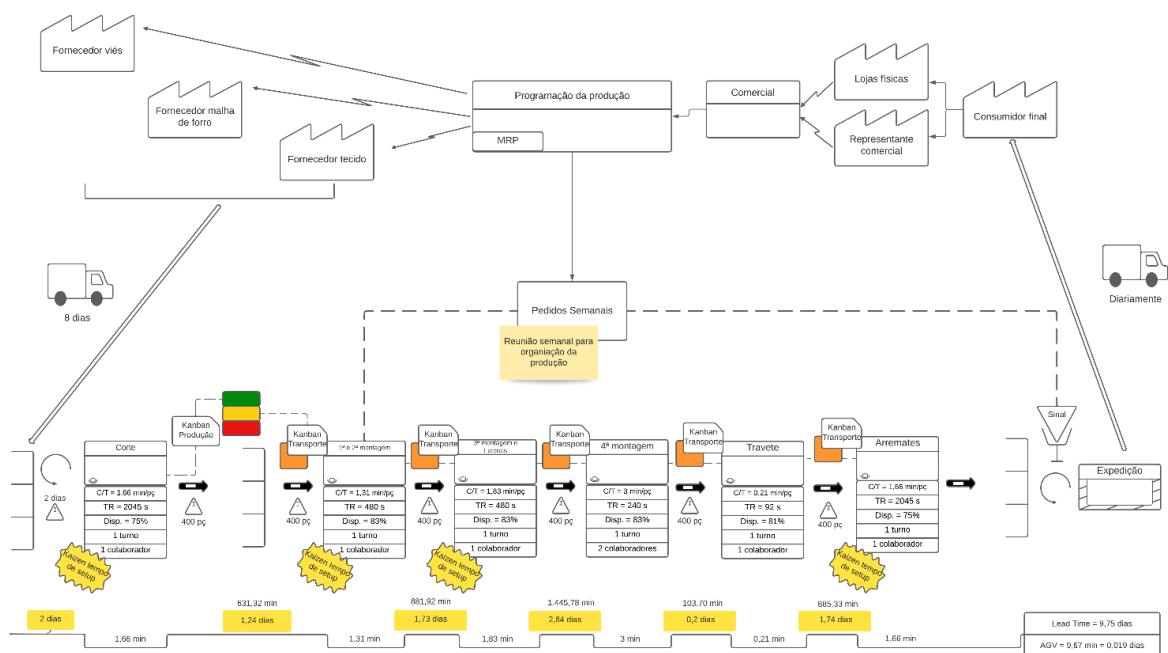 Fornecedor viés
Fornecedor malha
de forro
Fornecedor tecido
Programação da produção
MRP
Comercial
Lojas físicas
Representante
comercial
Consumidor final
8 dias
Diariamente
Pedidos Semanais
Reunião semanal para
organiação da
produção
Sinal
Expedição
2 dias
Kanban
Produção
400 pç
Corte
C/T = 1.66 min/pç
TR = 2045 s
Disp. = 75%
1 turno
1 colaborador
Kaizen tempo
de setup
Kanban
Transporte
400 pç
1ª e 2ª montagem
C/T = 1,31 min/pç
TR = 480 s
Disp. = 83%
1 turno
1 colaborador
Kaizen tempo
de setup
Kanban
Transporte
400 pç
3ª montagem e
Laterais
C/T = 1,83 min/pç
TR = 480 s
Disp. = 83%
1 turno
1 colaborador
Kaizen tempo
de setup
Kanban
Transporte
400 pç
4ª montagem
C/T = 3 min/pç
TR = 240 s
Disp. = 83%
1 turno
2 colaboradores
Kanban
Transporte
400 pç
Travete
C/T = 0.21 min/pç
TR = 92 s
Disp. = 81%
1 turno
1 colaborador
Kanban
Transporte
400 pç
Arremates
C/T = 1,66 min/pç
TR = 2045 s
Disp. = 75%
1 turno
1 colaborador
Kaizen tempo
de setup
631,32 min
881,92 min
1.445,78 min
103.70 min
885.33 min
2 dias
1,24 dias
1,73 dias
2,84 dias
0,2 dias
1,74 dias
1,66 min
1.31 min
1,83 min
3 min
0,21 min
1,66 min
Lead Time = 9,75 dias
AGV = 9,67 min = 0,019 dias